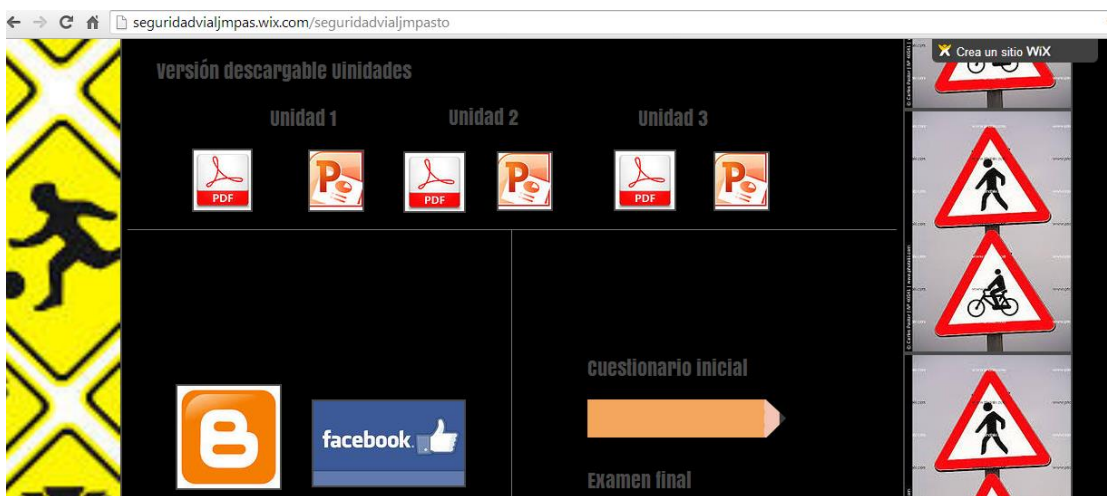 seguridadvialjmpas.wix.com/seguridadvialjmpasto
Crea un sitio WiX
Versión descargable Uinidades
Unidad 1
Unidad 2
Unidad 3
PDF
P
PDF
P
PDF
P
Cuestionario inicial
facebook.
Examen final